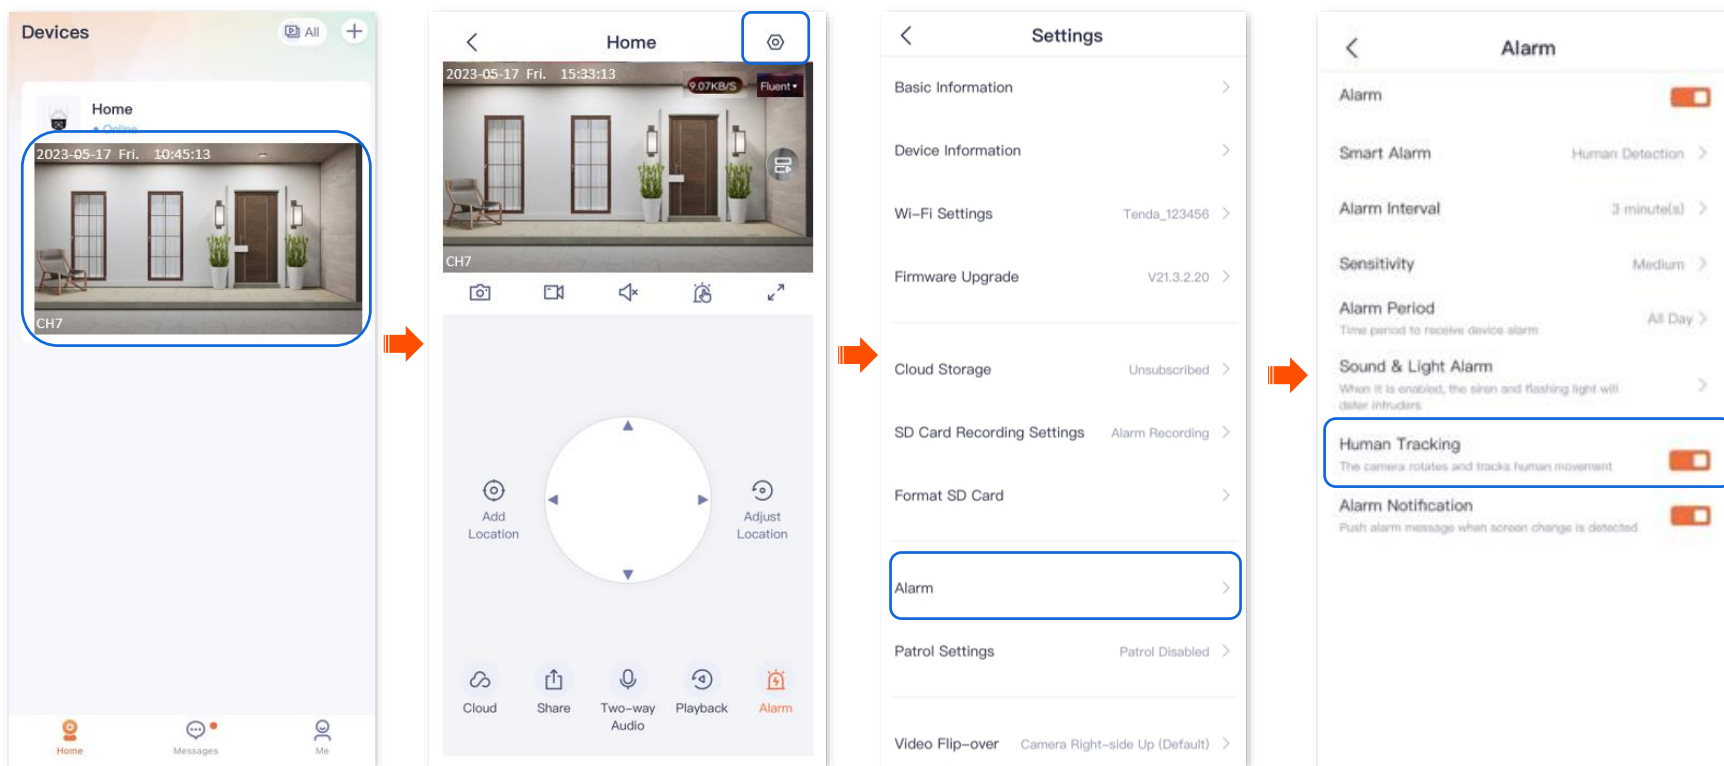 Devices
All
Home
Online
2023-05-17 Fri. 10:45:13
CH7
Home
Messages
Me
Home
2023-05-17 Fri. 15:33:13
9.07KB/S
Fluent
CH7
Add
Location
Adjust
Location
Cloud
Share
Two-way
Audio
Playback
Alarm
Settings
Basic Information
Device Information
Wi-Fi Settings Tenda_123456
Firmware Upgrade V21.3.2.20
Cloud Storage Unsubscribed
SD Card Recording Settings Alarm Recording
Format SD Card
Alarm
Patrol Settings Patrol Disabled
Video Flip-over Camera Right-side Up (Default)
Alarm
Alarm
Smart Alarm Human Detection
Alarm Interval 3 minute(s)
Sensitivity Medium
Alarm Period All Day
Time period to receive device alarm
Sound & Light Alarm
When it is enabled, the siren and flashing light will
deter intruders
Human Tracking
The camera rotates and tracks human movement
Alarm Notification
Push alarm message when screen change is detected